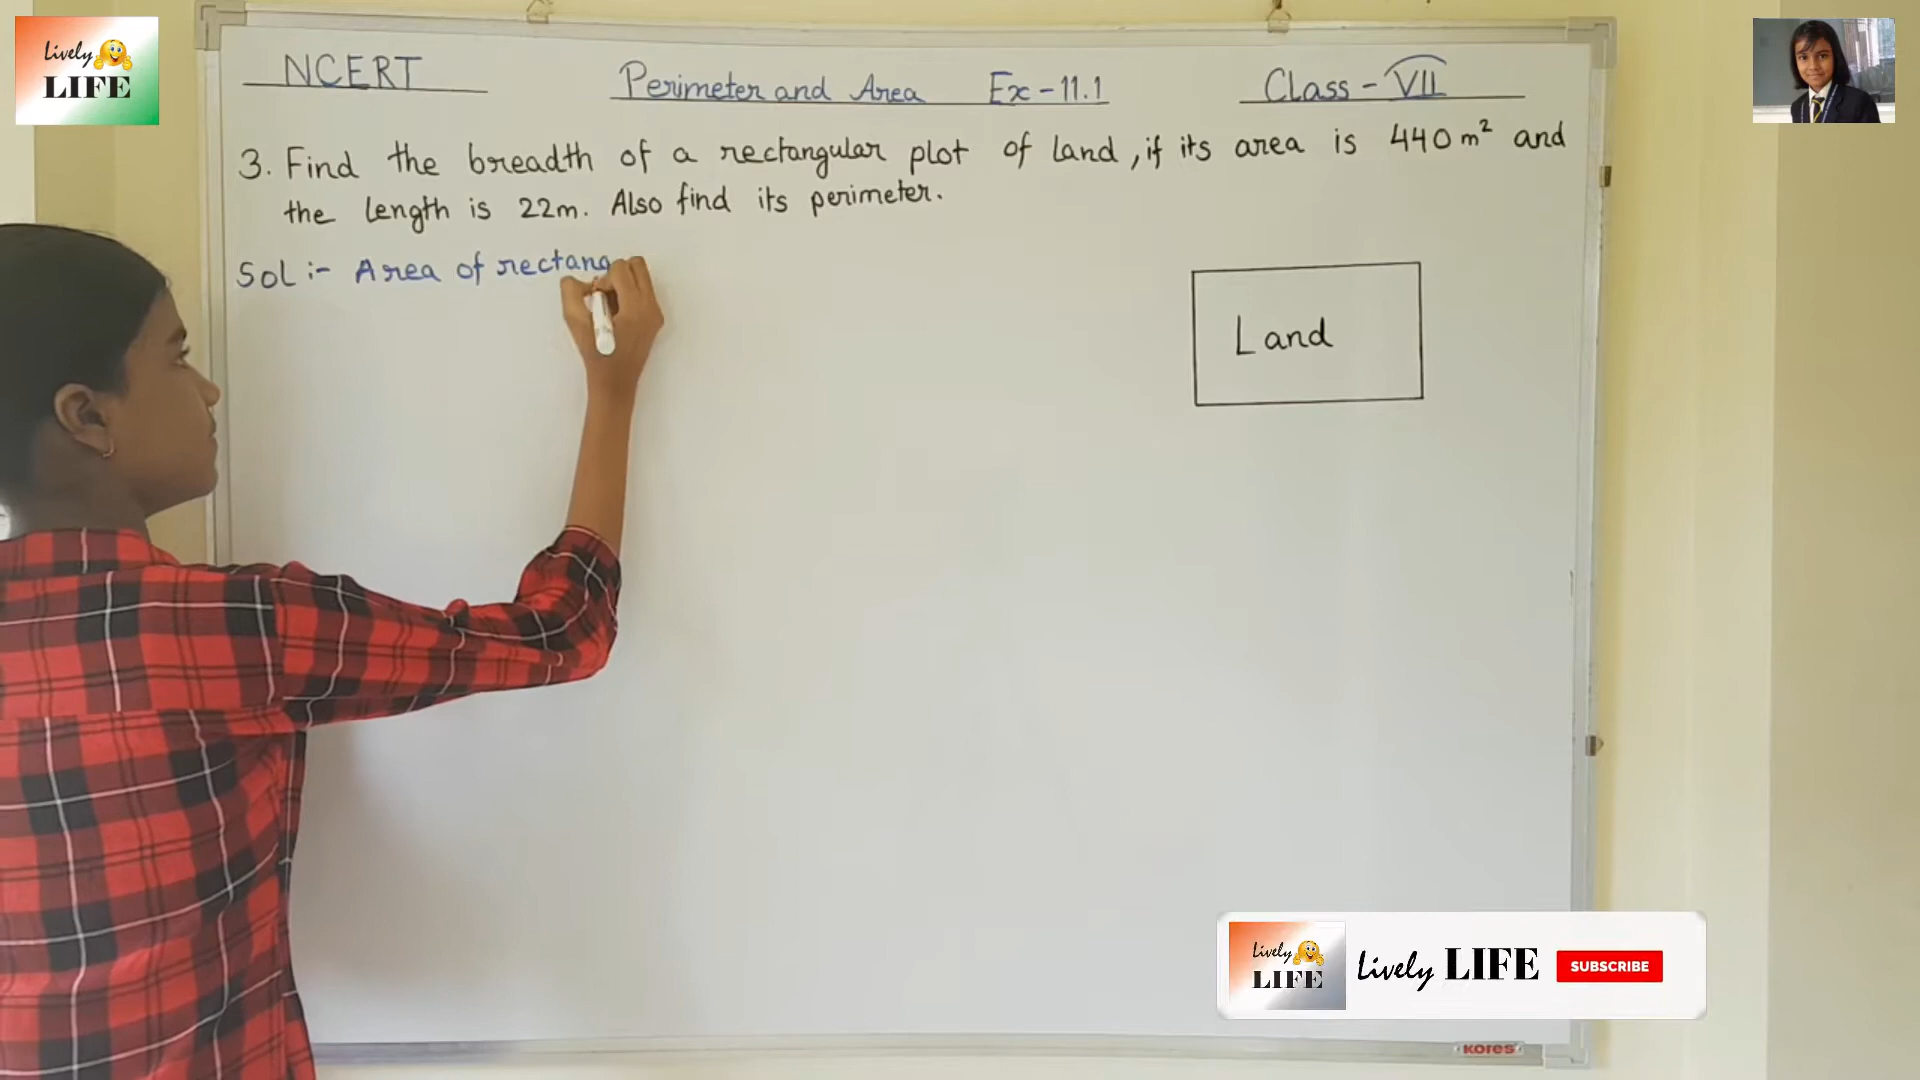 Lively
LIFE
NCERT
Perimeter and Area Ex - 11.1
Class - VII
3. Find the breadth of a rectangular plot of land, if its area is 440 m² and
the length is 22m. Also find its perimeter.
Sol :- Area of rectang
Land
Lively
LIFE
Lively LIFE
SUBSCRIBE
KORES